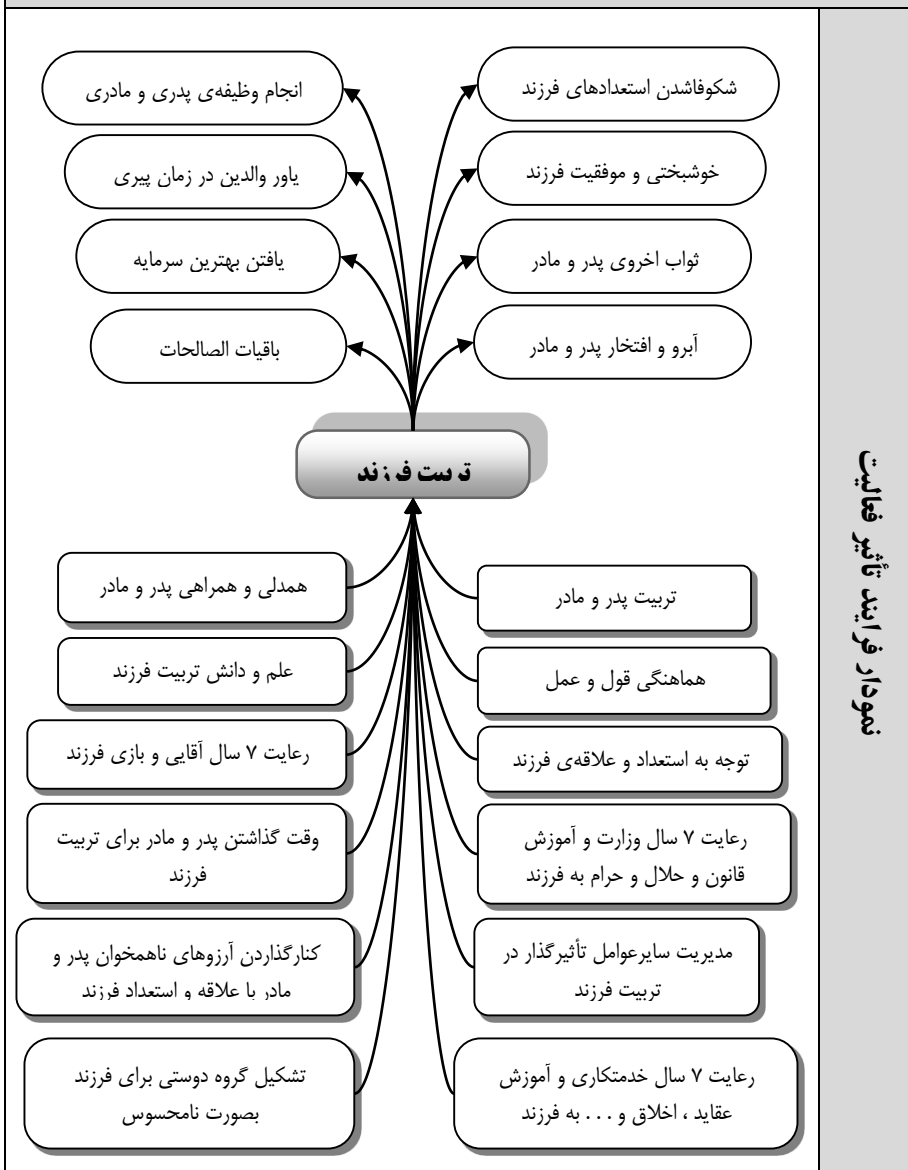 شکوفاشدن استعدادهای فرزند
انجام وظیفه‌ی پدری و مادری
خوشبختی و موفقیت فرزند
یاور والدین در زمان پیری
ثواب اخروی پدر و مادر
یافتن بهترین سرمایه
آبرو و افتخار پدر و مادر
باقیات الصالحات
تربیت فرزند
تربیت پدر و مادر
همدلی و همراهی پدر و مادر
هماهنگی قول و عمل
علم و دانش تربیت فرزند
توجه به استعداد و علاقه‌ی فرزند
رعایت ۷ سال آقایی و بازی فرزند
رعایت ۷ سال وزارت و آموزش
قانون و حلال و حرام به فرزند
وقت گذاشتن پدر و مادر برای تربیت
فرزند
مدیریت سایرعوامل تأثیرگذار در
تربیت فرزند
کنارگذاردن آرزوهای ناهمخوان پدر و
مادر با علاقه و استعداد فرزند
رعایت ۷ سال خدمتکاری و آموزش
عقاید ، اخلاق و . . . به فرزند
تشکیل گروه دوستی برای فرزند
بصورت نامحسوس
نمودار فرایند تأثیر فعالیت